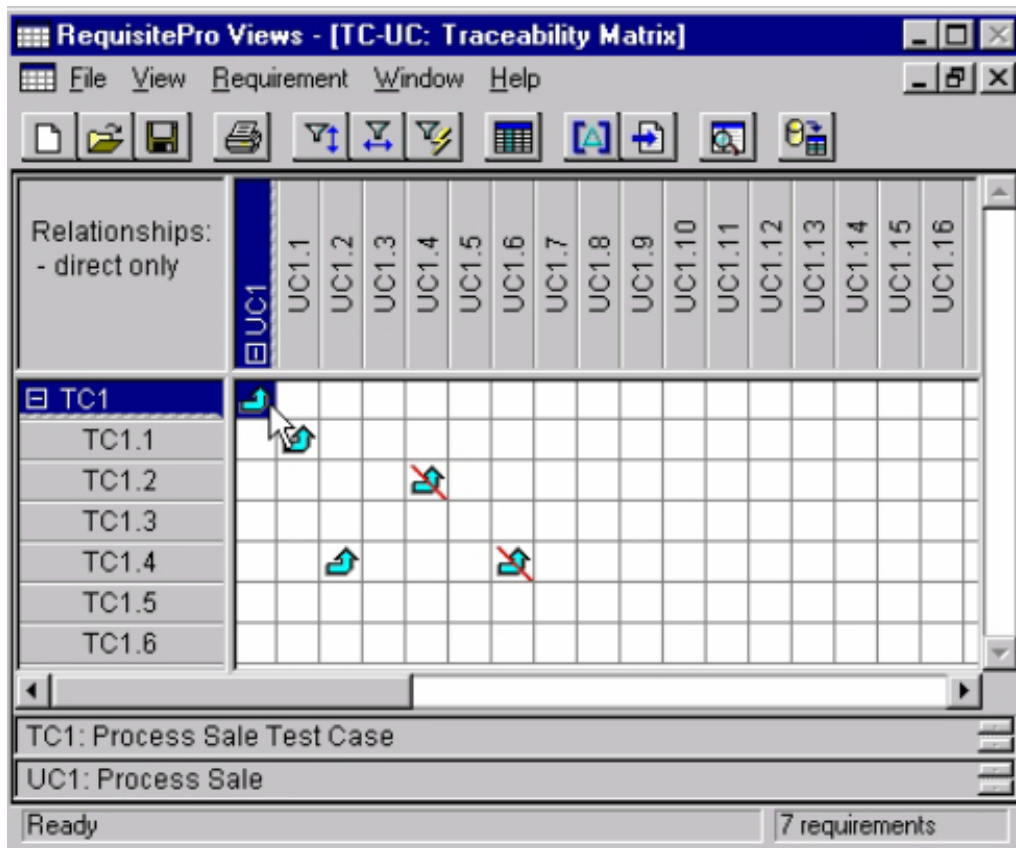 RequisitePro Views - [TC-UC: Traceability Matrix]
File View Requirement Window Help
Relationships:
- direct only
UC1
UC1.1
UC1.2
UC1.3
UC1.4
UC1.5
UC1.6
UC1.7
UC1.8
UC1.9
UC1.10
UC1.11
UC1.12
UC1.13
UC1.14
UC1.15
UC1.16
TC1
TC1.1
TC1.2
TC1.3
TC1.4
TC1.5
TC1.6
TC1: Process Sale Test Case
UC1: Process Sale
Ready 7 requirements